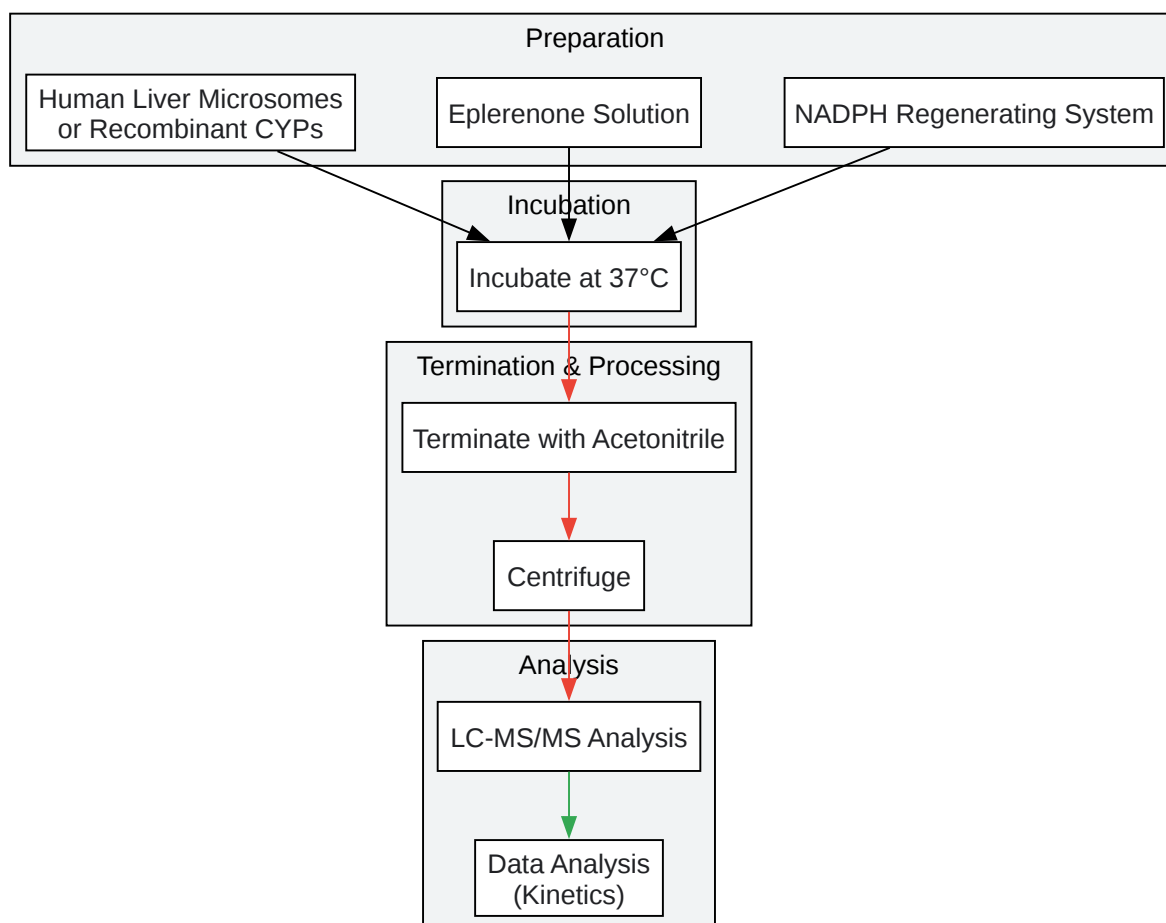 Preparation
Human Liver Microsomes
or Recombinant CYPs
Eplerenone Solution
NADPH Regenerating System
Incubation
Incubate at 37°C
Termination & Processing
Terminate with Acetonitrile
Centrifuge
Analysis
LC-MS/MS Analysis
Data Analysis
(Kinetics)